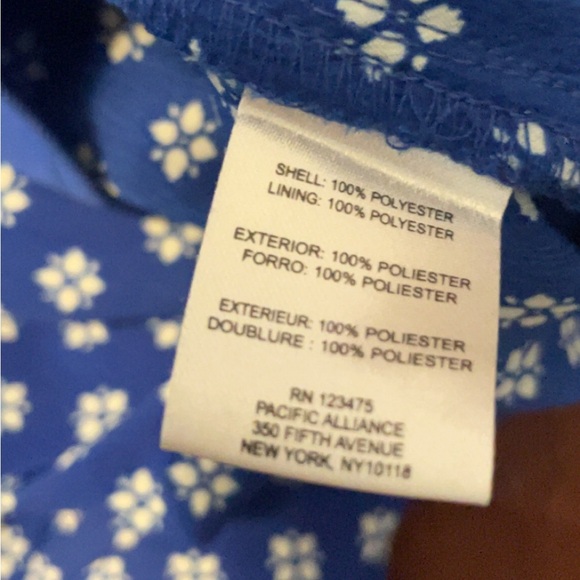 SHELL: 100% POLYESTER
LINING: 100% POLYESTER
EXTERIOR: 100% POLIESTER
FORRO: 100% POLIESTER
EXTERIEUR: 100% POLIESTER
DOUBLURE : 100% POLIESTER
RN 123475
PACIFIC ALLIANCE
350 FIFTH AVENUE
NEW YORK, NY10118